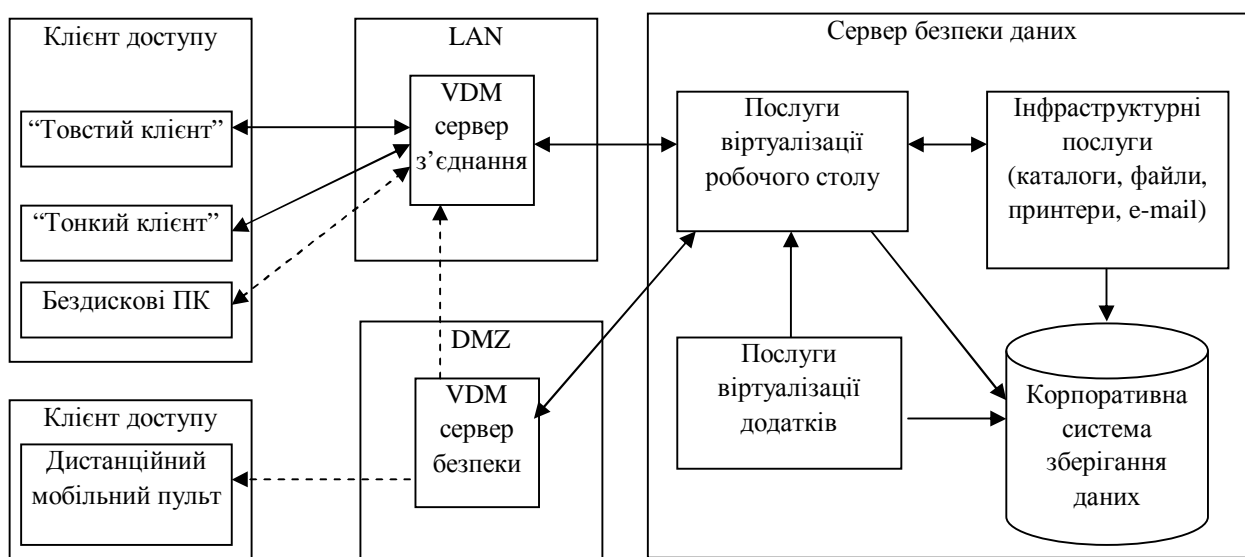 Клієнт доступу
“Товстий клієнт”
“Тонкий клієнт”
Бездискові ПК
LAN
VDM
сервер
з’єднання
Сервер безпеки даних
Послуги
віртуалізації
робочого столу
Інфраструктурні
послуги
(каталоги, файли,
принтери, e-mail)
Клієнт доступу
Дистанційний
мобільний пульт
DMZ
VDM
сервер
безпеки
Послуги
віртуалізації
додатків
Корпоративна
система
зберігання
даних